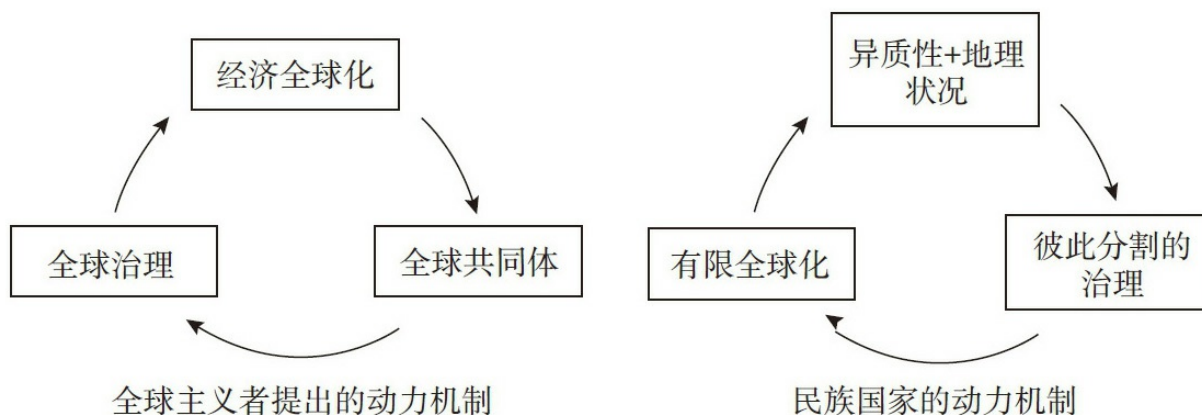 经济全球化
全球治理
全球共同体
全球主义者提出的动力机制
异质性+地理
状况
有限全球化
彼此分割的
治理
民族国家的动力机制